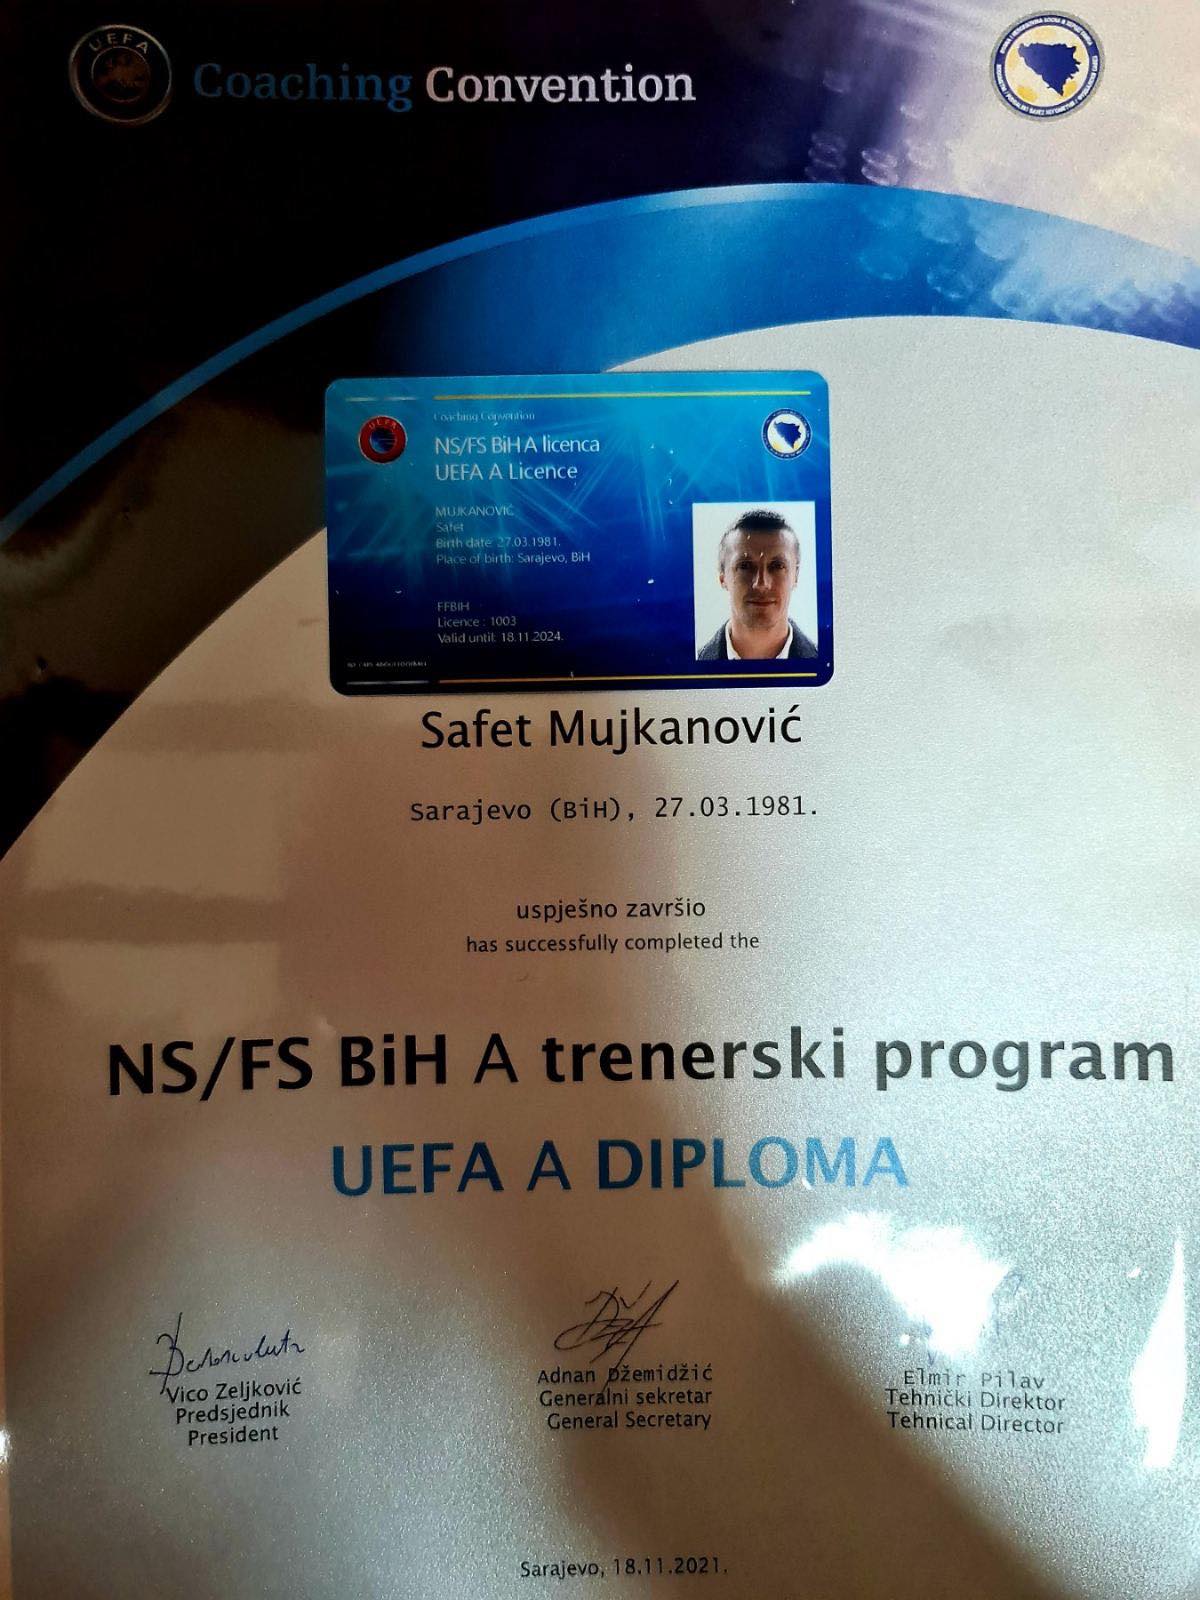 UEFA
Coaching Convention
Coaching Convention
UEFA
NS/FS BiH A licenca
UEFA A Licence
MUJKANOVIĆ
Safet
Birth date: 27.03.1981.
Place of birth: Sarajevo, BiH
FFBIH
Licence : 1003
Valid until: 18.11.2024.
Safet Mujkanović
Sarajevo (BiH), 27.03.1981.
uspješno završio
has successfully completed the
NS/FS BiH A trenerski program
UEFA A DIPLOMA
Vico Zeljković
Predsjednik
President
Adnan Džemidžić
Generalni sekretar
General Secretary
Elmir Pilav
Tehnički Direktor
Tehnical Director
Sarajevo, 18.11.2021.